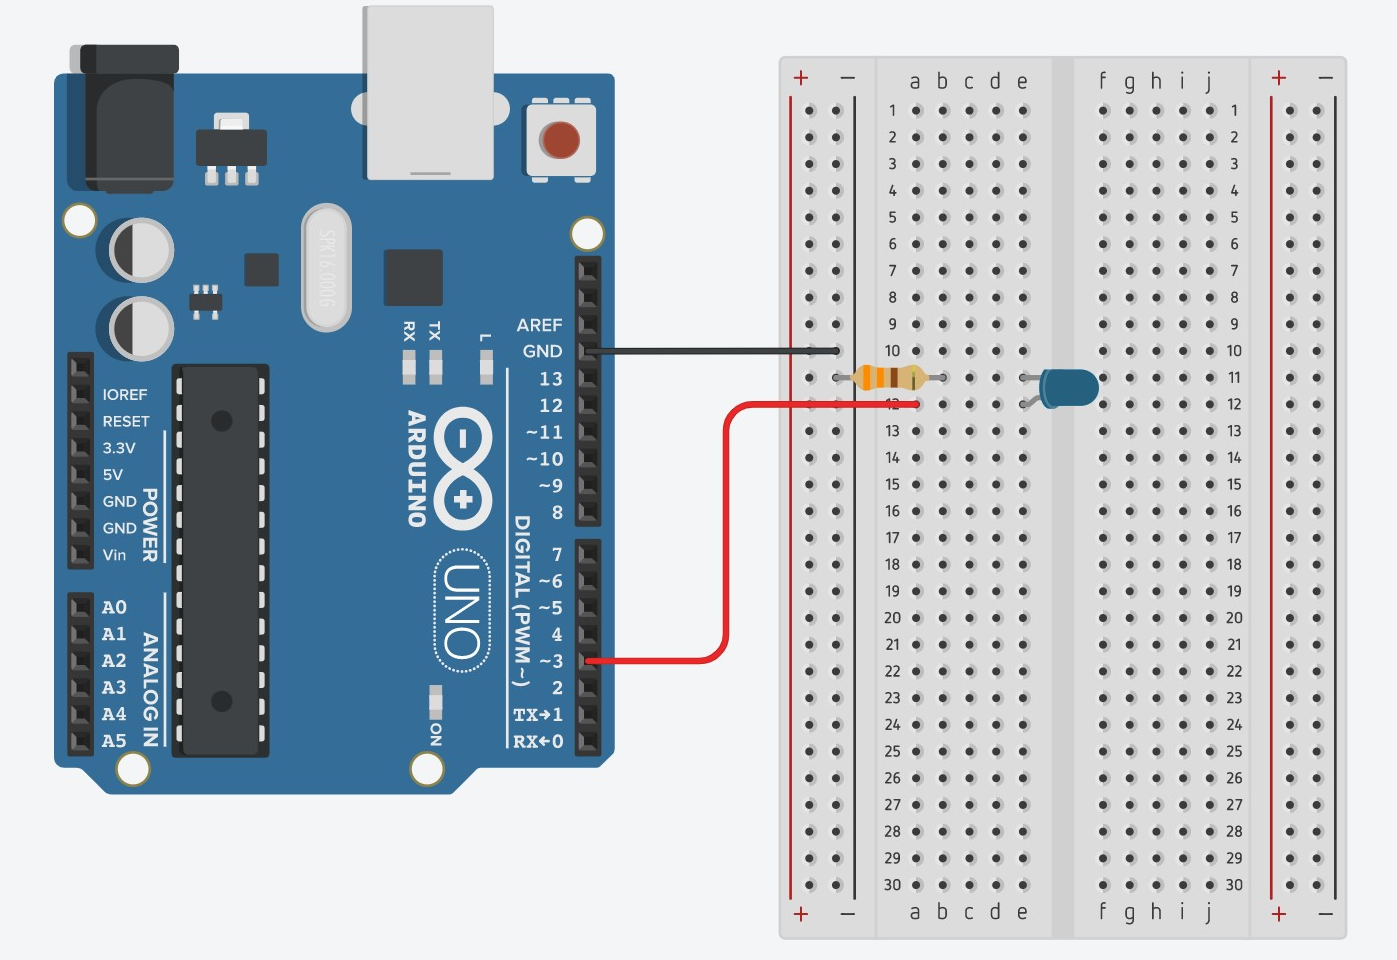 SPK16.000G
RX
TX
L
AREF
GND
13
12
~11
~10
~9
8
7
~6
~5
4
~3
2
TX→1
RX←0
DIGITAL (PWM ~)
ARDUINO
UNO
ON
IOREF
RESET
3.3V
5V
GND
GND
Vin
POWER
A0
A1
A2
A3
A4
A5
ANALOG IN
+ − a b c d e f g h i j + −
1 1
2 2
3 3
4 4
5 5
6 6
7 7
8 8
9 9
10 10
11 11
12 12
13 13
14 14
15 15
16 16
17 17
18 18
19 19
20 20
21 21
22 22
23 23
24 24
25 25
26 26
27 27
28 28
29 29
30 30
+ − a b c d e f g h i j + −